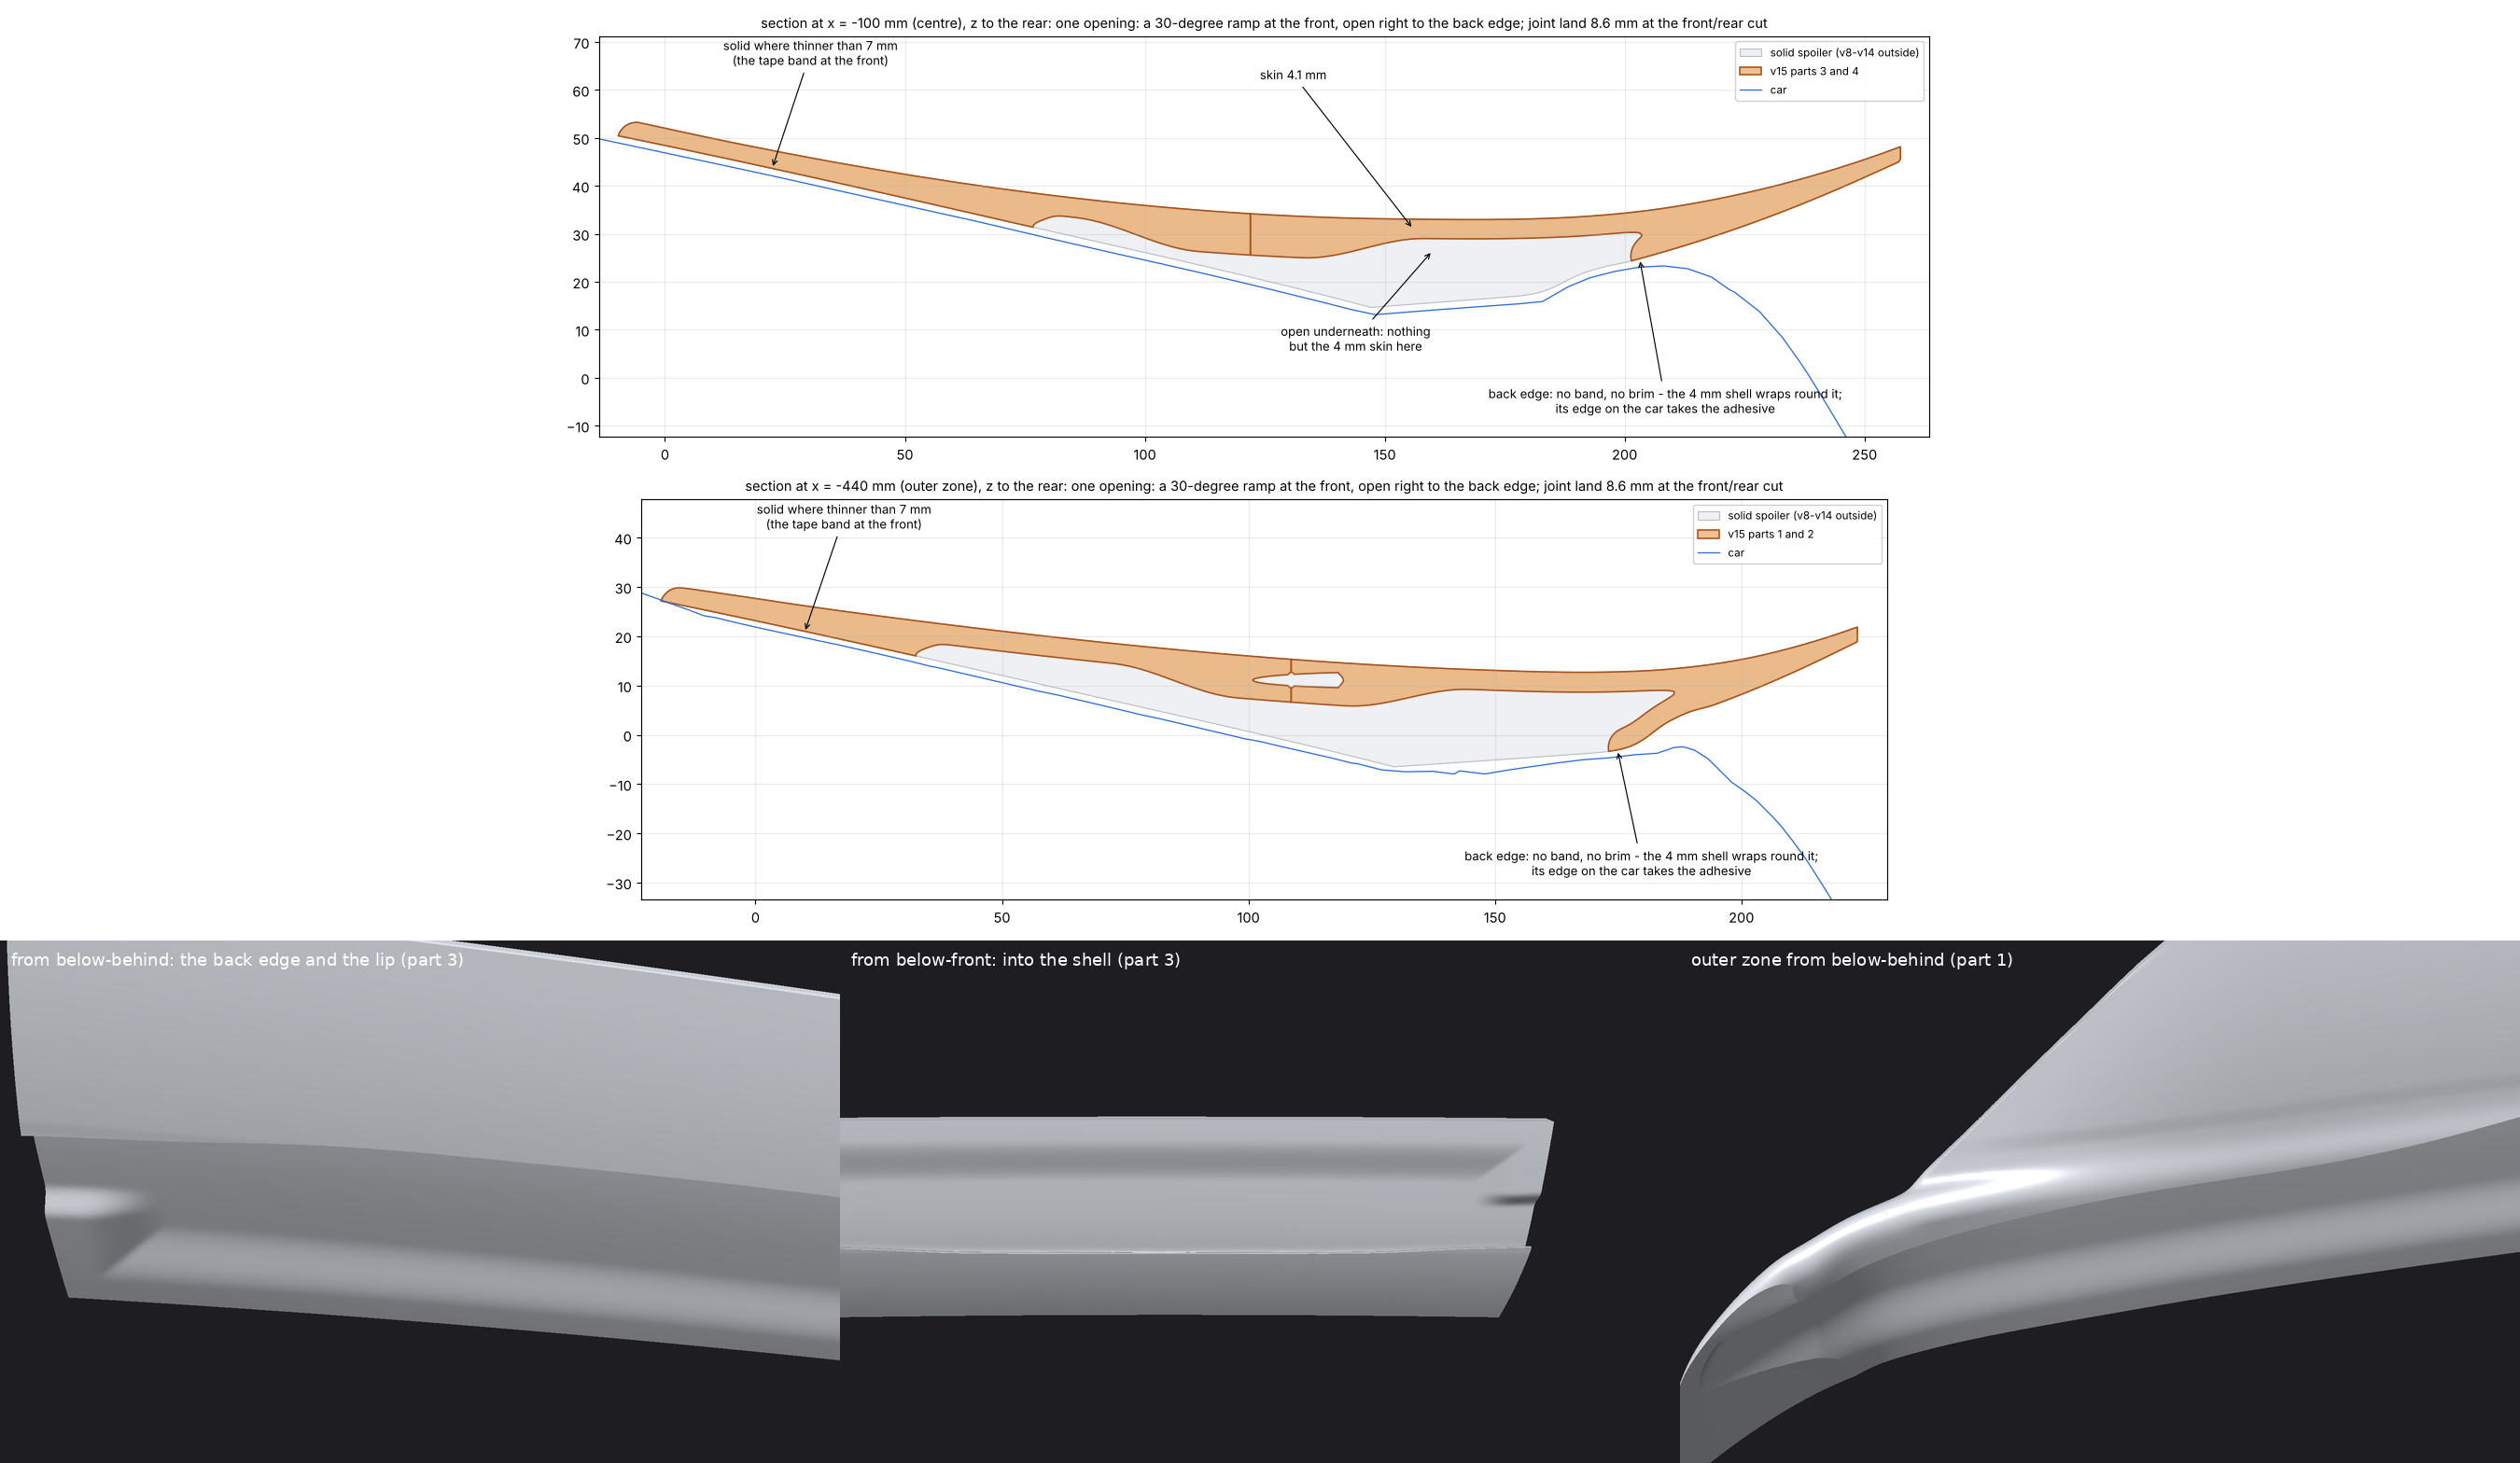 section at x = -100 mm (centre), z to the rear: one opening: a 30-degree ramp at the front, open right to the back edge; joint land 8.6 mm at the front/rear cut
solid where thinner than 7 mm
(the tape band at the front)
skin 4.1 mm
solid spoiler (v8-v14 outside)
v15 parts 3 and 4
car
open underneath: nothing
but the 4 mm skin here
back edge: no band, no brim - the 4 mm shell wraps round it;
its edge on the car takes the adhesive
70
60
50
40
30
20
10
0
−10
0
50
100
150
200
250
section at x = -440 mm (outer zone), z to the rear: one opening: a 30-degree ramp at the front, open right to the back edge; joint land 8.6 mm at the front/rear cut
solid where thinner than 7 mm
(the tape band at the front)
solid spoiler (v8-v14 outside)
v15 parts 1 and 2
car
back edge: no band, no brim - the 4 mm shell wraps round it;
its edge on the car takes the adhesive
40
30
20
10
0
−10
−20
−30
0
50
100
150
200
from below-behind: the back edge and the lip (part 3)
from below-front: into the shell (part 3)
outer zone from below-behind (part 1)